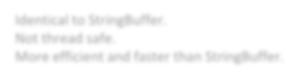 Identical to StringBuffer.
Not thread safe.
More efficient and faster than StringBuffer.